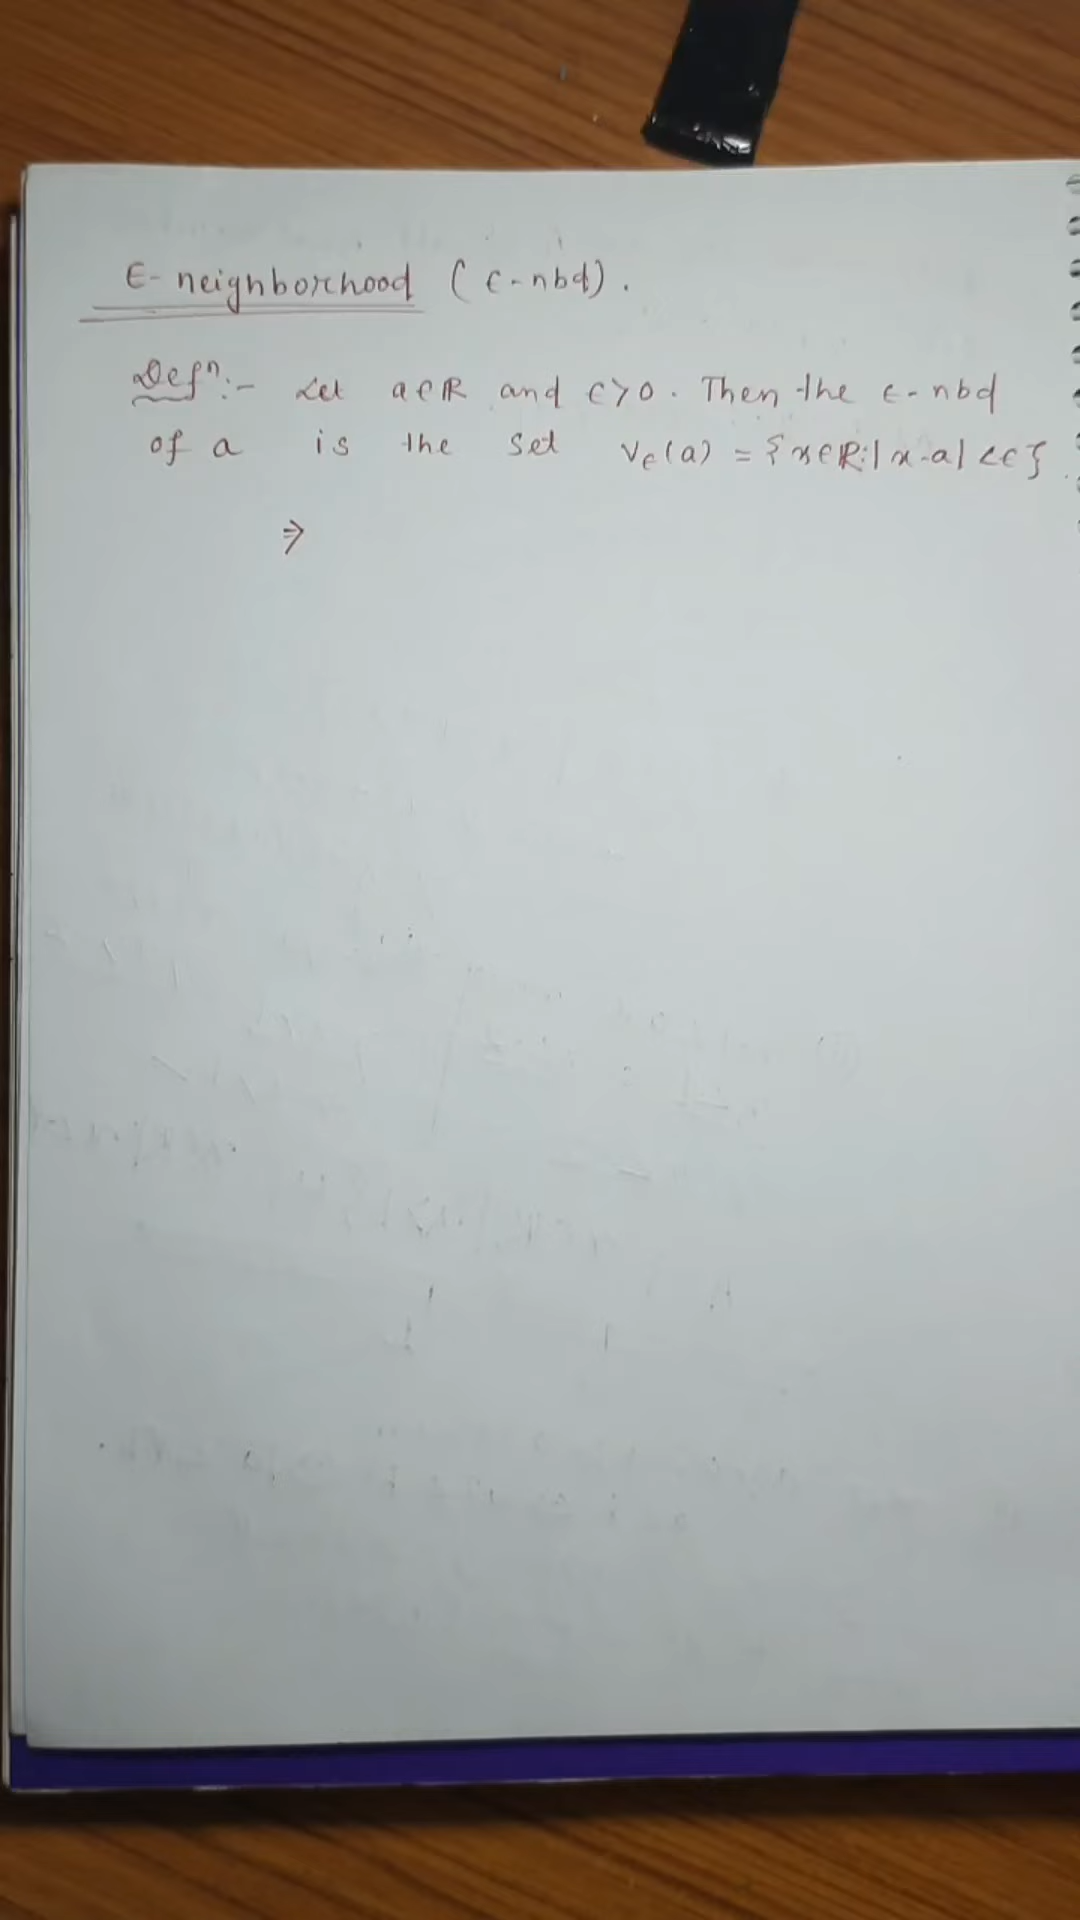 ε- neighborhood (ε-nbd).
Defⁿ:- Let a∈ℝ and ε>0. Then the ε-nbd
of a is the set Vε(a) = {x∈ℝ:|x-a|<ε}.
⇒